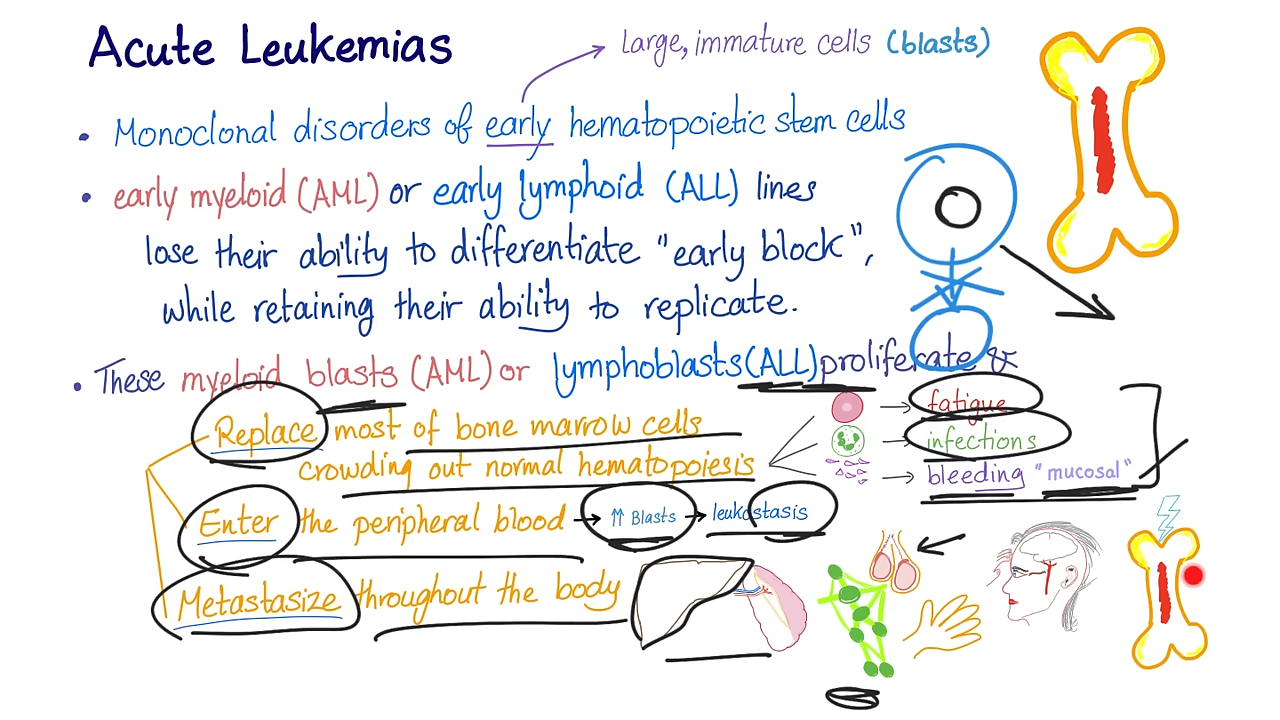 Acute Leukemias
Large, immature cells (blasts)
• Monoclonal disorders of early hematopoietic stem cells
• early myeloid (AML) or early lymphoid (ALL) lines
lose their ability to differentiate "early block",
while retaining their ability to replicate.
• These myeloid blasts (AML) or lymphoblasts (ALL) proliferate &
Replace most of bone marrow cells
crowding out normal hematopoiesis
fatigue
infections
bleeding "mucosal"
Enter the peripheral blood → ↑↑ Blasts → leukostasis
Metastasize throughout the body